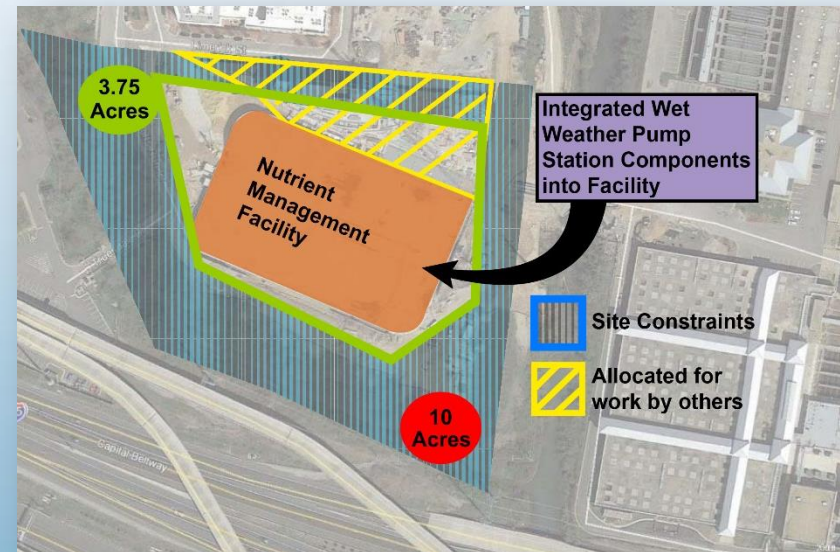 3.75
Acres
Integrated Wet
Weather Pump
Station Components
into Facility
Nutrient
Management
Facility
Site Constraints
Allocated for
work by others
10
Acres
Capital Beltway